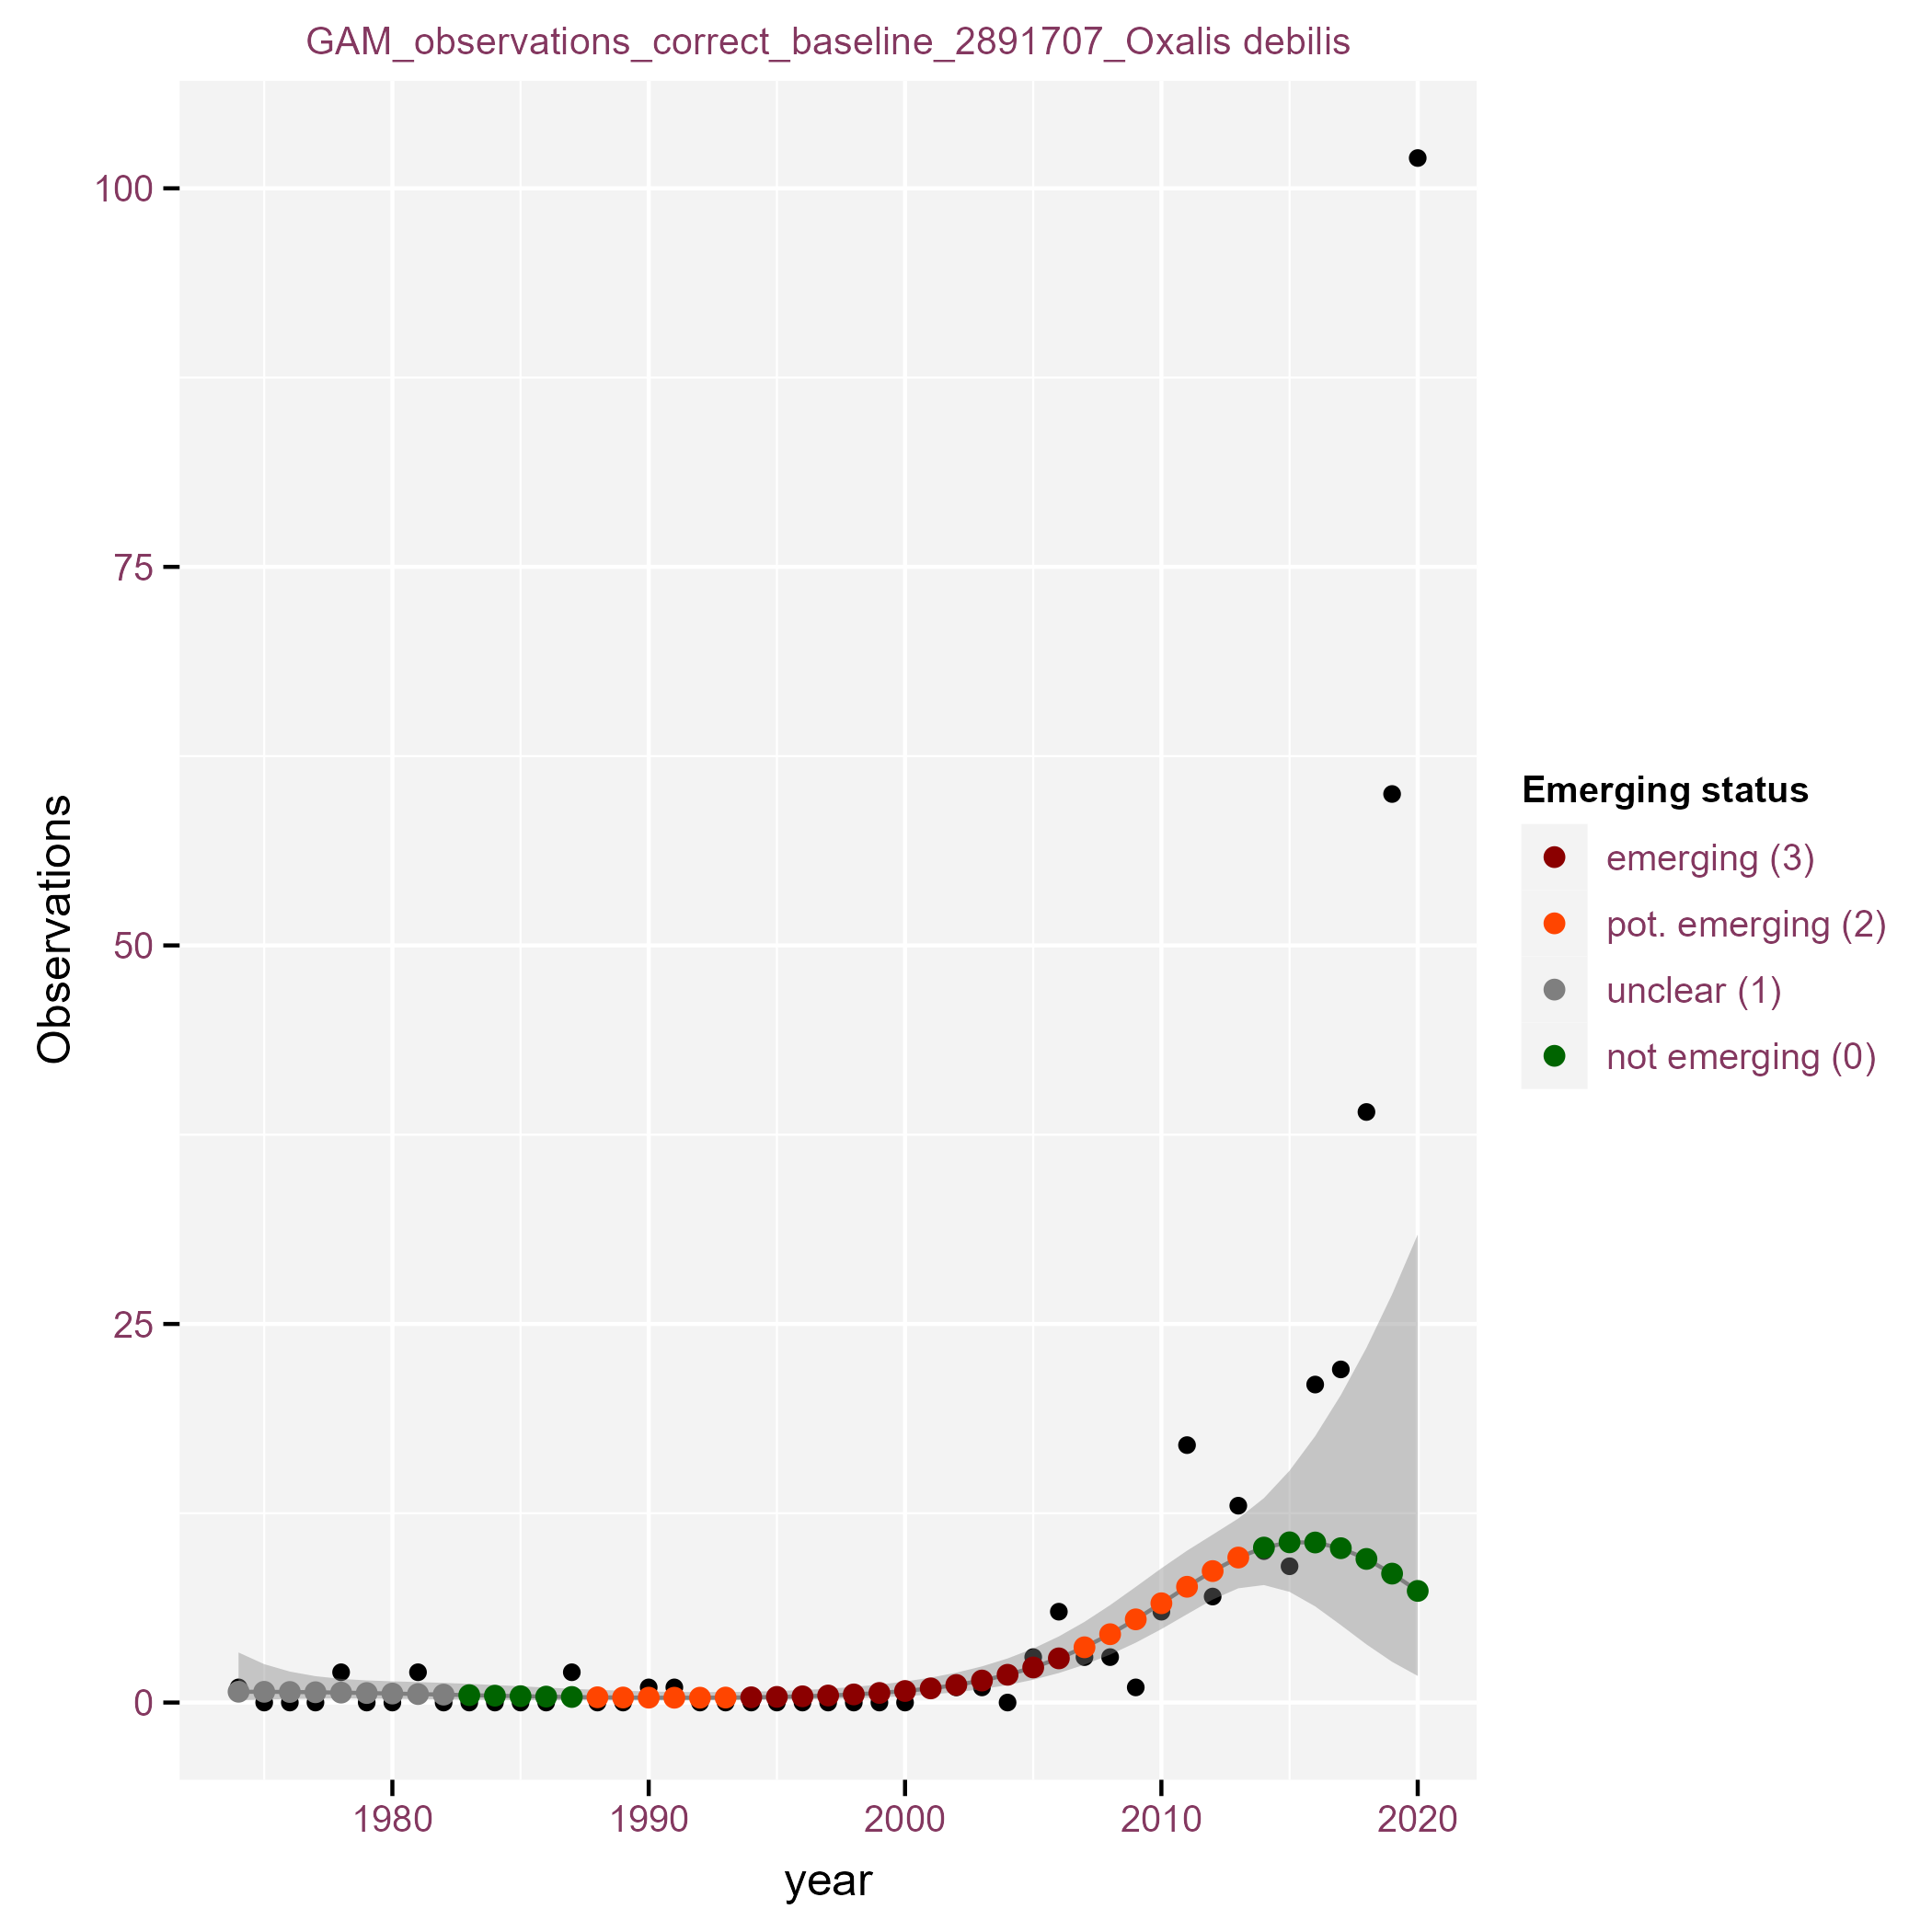 GAM_observations_correct_baseline_2891707_Oxalis debilis
100
75
50
25
0
Observations
1980
1990
2000
2010
2020
year
Emerging status
emerging (3)
pot. emerging (2)
unclear (1)
not emerging (0)